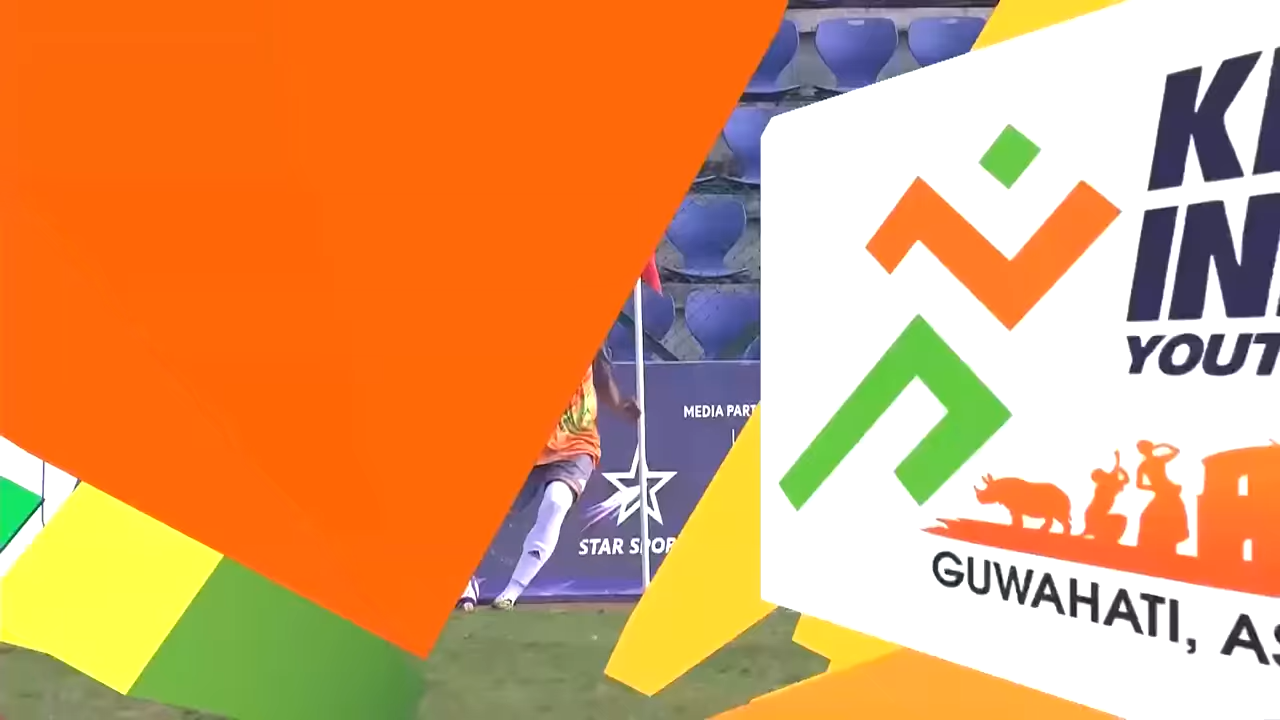 KI
IN
YOUT
MEDIA PART
STAR SPOR
GUWAHATI, AS